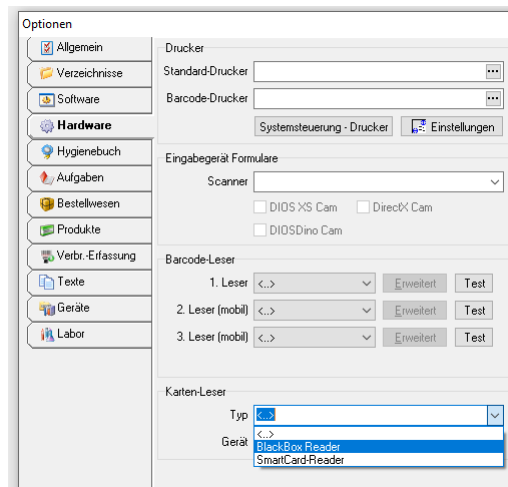 Optionen
Allgemein
Verzeichnisse
Software
Hardware
Hygienebuch
Aufgaben
Bestellwesen
Produkte
Verbr.-Erfassung
Texte
Geräte
Labor
Drucker
Standard-Drucker ...
Barcode-Drucker ...
Systemsteuerung - Drucker Einstellungen
Eingabegerät Formulare
Scanner
DIOS XS Cam DirectX Cam
DIOSDino Cam
Barcode-Leser
1. Leser <..> Erweitert Test
2. Leser (mobil) <..> Erweitert Test
3. Leser (mobil) <..> Erweitert Test
Karten-Leser
Typ <..>
<..>
Gerät BlackBox Reader
SmartCard-Reader